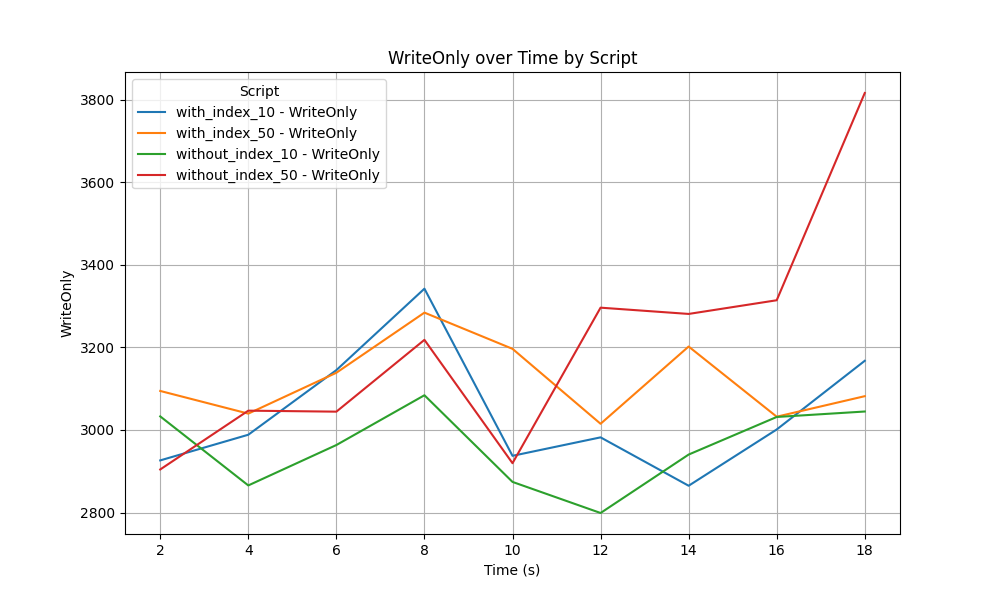 WriteOnly over Time by Script
Script
with_index_10 - WriteOnly
with_index_50 - WriteOnly
without_index_10 - WriteOnly
without_index_50 - WriteOnly
WriteOnly
3800
3600
3400
3200
3000
2800
2 4 6 8 10 12 14 16 18
Time (s)